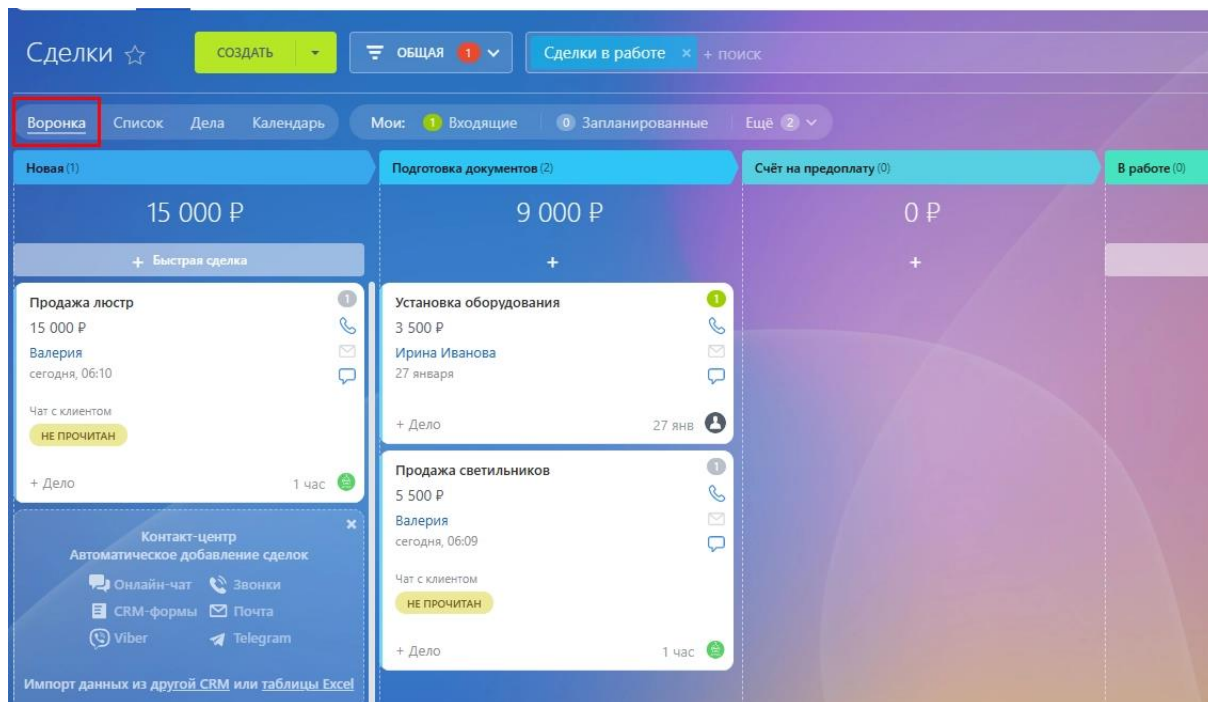 Сделки СОЗДАТЬ ОБЩАЯ 1 Сделки в работе × + поиск
Воронка Список Дела Календарь Мои: 1 Входящие 0 Запланированные Ещё 2
Новая (1)
15 000 ₽
+ Быстрая сделка
Продажа люстр 1
15 000 ₽
Валерия
сегодня, 06:10
Чат с клиентом
НЕ ПРОЧИТАН
+ Дело 1 час
Контакт-центр ×
Автоматическое добавление сделок
Онлайн-чат Звонки
CRM-формы Почта
Viber Telegram
Импорт данных из другой CRM или таблицы Excel
Подготовка документов (2)
9 000 ₽
+
Установка оборудования 1
3 500 ₽
Ирина Иванова
27 января
+ Дело 27 янв
Продажа светильников 1
5 500 ₽
Валерия
сегодня, 06:09
Чат с клиентом
НЕ ПРОЧИТАН
+ Дело 1 час
Счёт на предоплату (0)
0 ₽
+
В работе (0)